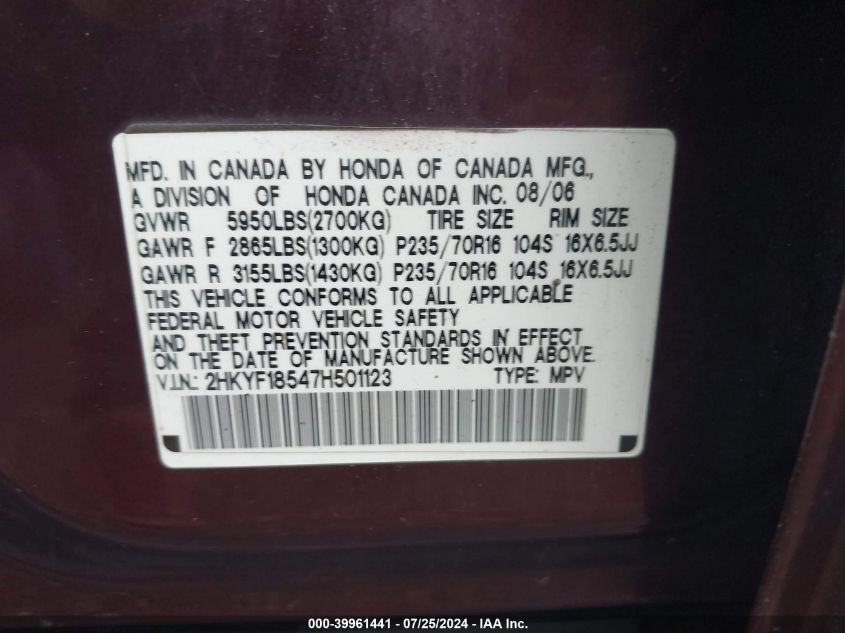 MFD. IN CANADA BY HONDA OF CANADA MFG.,
A DIVISION OF HONDA CANADA INC. 08/06
GVWR 5950LBS(2700KG) TIRE SIZE RIM SIZE
GAWR F 2865LBS(1300KG) P235/70R16 104S 16X6.5JJ
GAWR R 3155LBS(1430KG) P235/70R16 104S 16X6.5JJ
THIS VEHICLE CONFORMS TO ALL APPLICABLE
FEDERAL MOTOR VEHICLE SAFETY
AND THEFT PREVENTION STANDARDS IN EFFECT
ON THE DATE OF MANUFACTURE SHOWN ABOVE.
V.I.N.: 2HKYF18547H501123 TYPE: MPV
000-39961441 - 07/25/2024 - IAA Inc.